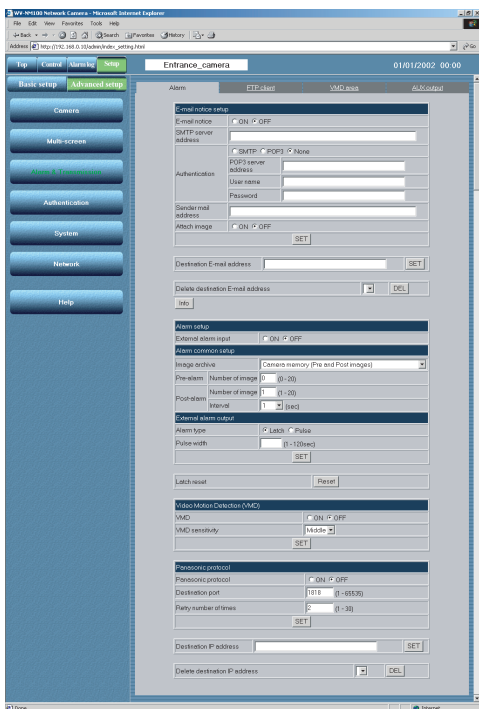 WV-NM100 Network Camera - Microsoft Internet Explorer
File Edit View Favorites Tools Help
Back Search Favorites History
Address http://192.168.0.10/admin/index_setting.html Go
Top Control Alarm log Setup Entrance_camera 01/01/2002 00:00
Basic setup Advanced setup
Alarm FTP client VMD area AUX output
Camera
Multi-screen
Authentication
System
Network
Help
E-mail notice setup
E-mail notice ON OFF
SMTP server address
Authentication SMTP POP3 None
POP3 server address
User name
Password
Sender mail address
Attach image ON OFF
SET
Destination E-mail address SET
Delete destination E-mail address DEL
Info
Alarm setup
External alarm input ON OFF
Alarm common setup
Image archive Camera memory (Pre and Post images)
Pre-alarm Number of image 0 (0-20)
Post-alarm Number of image 1 (1-20)
Interval 1 (sec)
External alarm output
Alarm type Latch Pulse
Pulse width (1-120sec)
SET
Latch reset Reset
Video Motion Detection (VMD)
VMD ON OFF
VMD sensitivity Middle
SET
Panasonic protocol
Panasonic protocol ON OFF
Destination port 1818 (1-65535)
Retry number of times 2 (1-30)
SET
Destination IP address SET
Delete destination IP address DEL
Done Internet